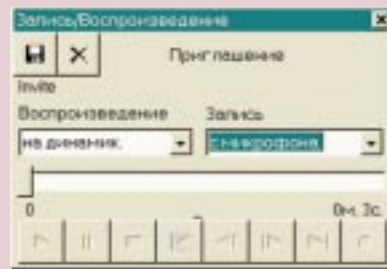 Запись/Воспроизведение
Приглашение
Invite
Воспроизведение Запись
на динамик. с микрофона.
0 0м. 3с.